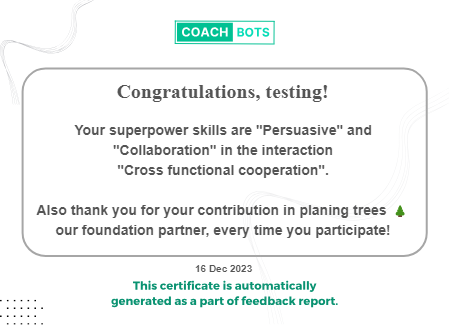 COACH BOTS
Congratulations, testing!
Your superpower skills are "Persuasive" and
"Collaboration" in the interaction
"Cross functional cooperation".
Also thank you for your contribution in planing trees 🌲
our foundation partner, every time you participate!
16 Dec 2023
This certificate is automatically
generated as a part of feedback report.